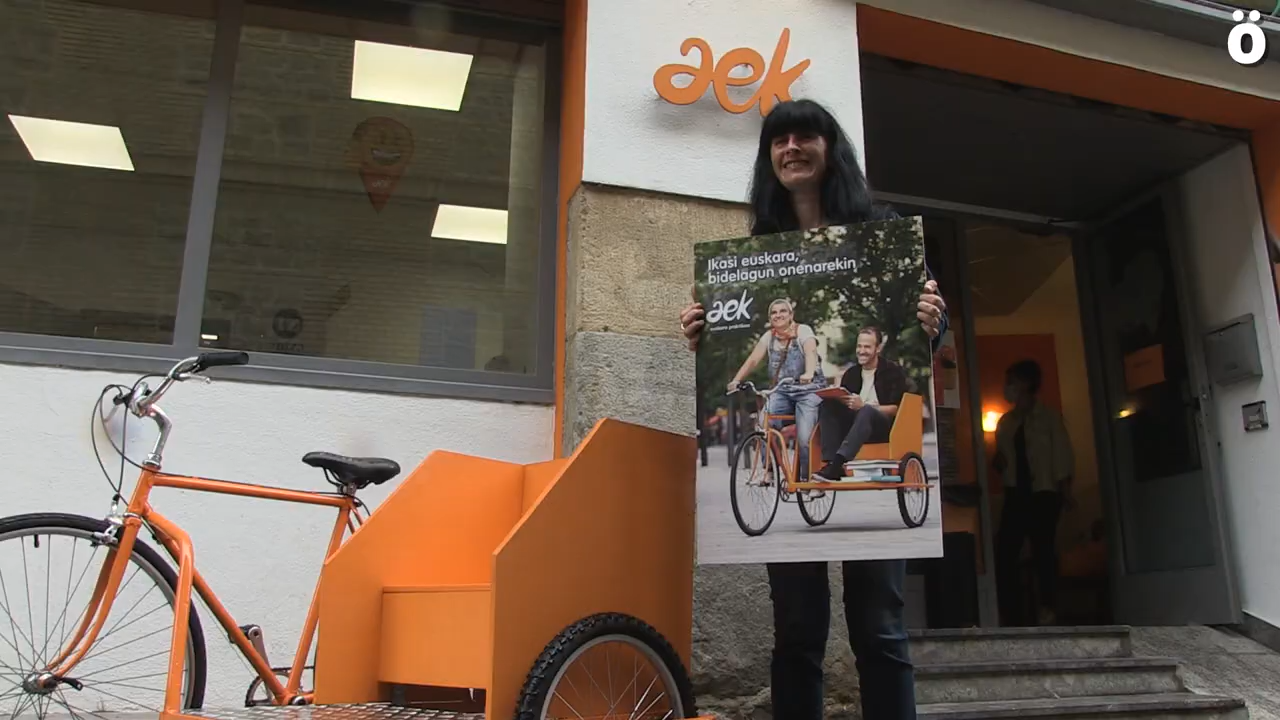 ö
aek
Ikasi euskara,
bidelagun onenarekin
aek